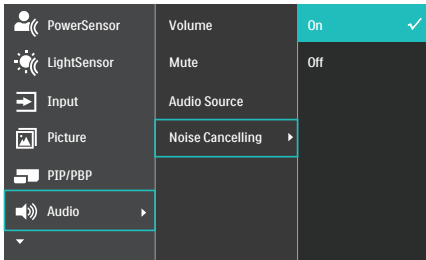 PowerSensor
LightSensor
Input
Picture
PIP/PBP
Audio
Volume
Mute
Audio Source
Noise Cancelling
On
Off